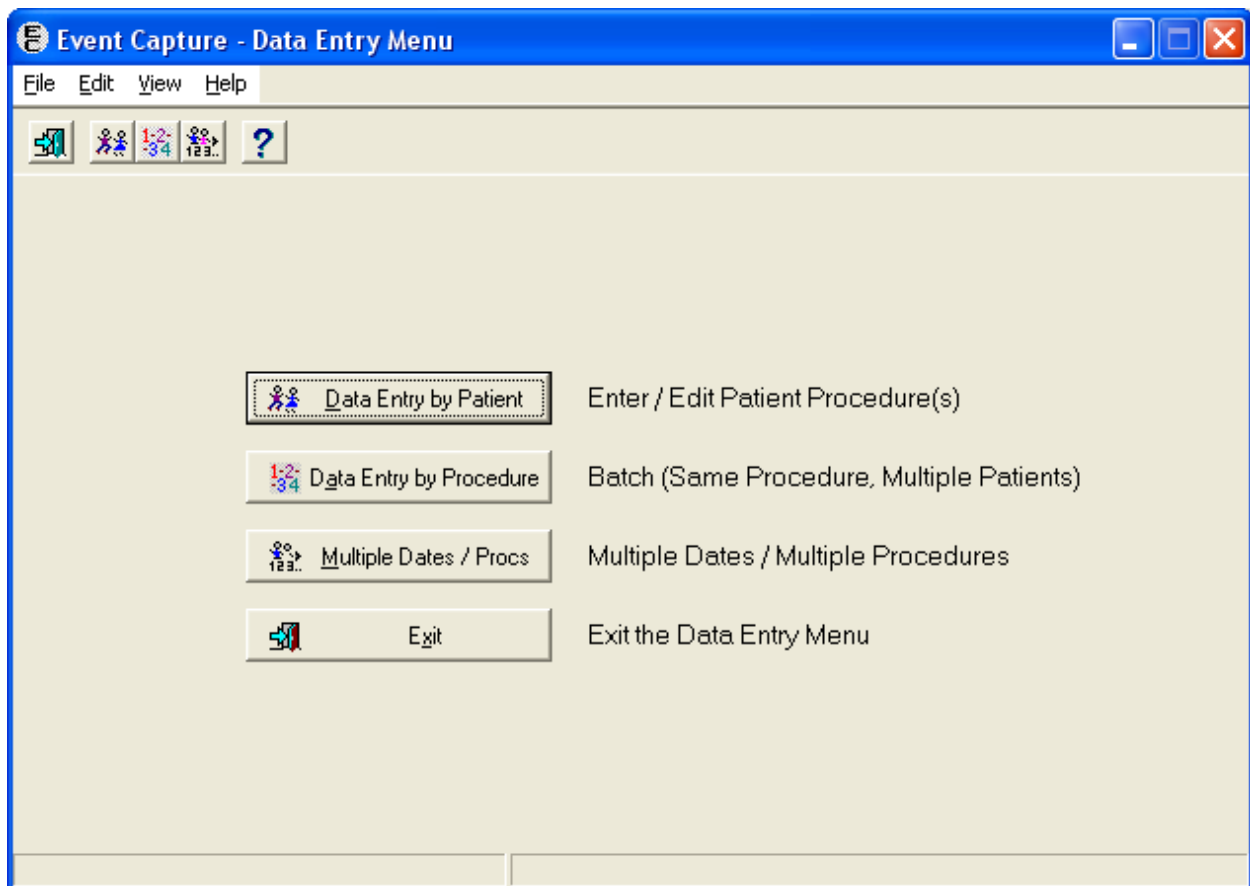 Event Capture - Data Entry Menu
File Edit View Help
Data Entry by Patient Enter / Edit Patient Procedure(s)
Data Entry by Procedure Batch (Same Procedure, Multiple Patients)
Multiple Dates / Procs Multiple Dates / Multiple Procedures
Exit Exit the Data Entry Menu